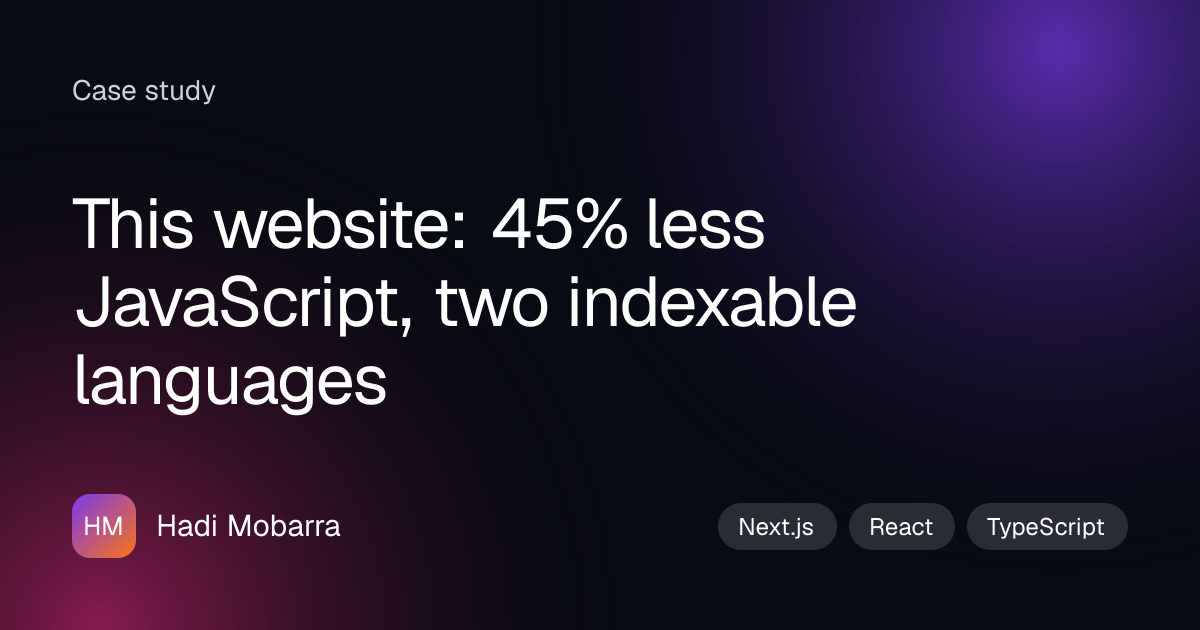 Case study
This website: 45% less
JavaScript, two indexable
languages
HM
Hadi Mobarra
Next.js
React
TypeScript